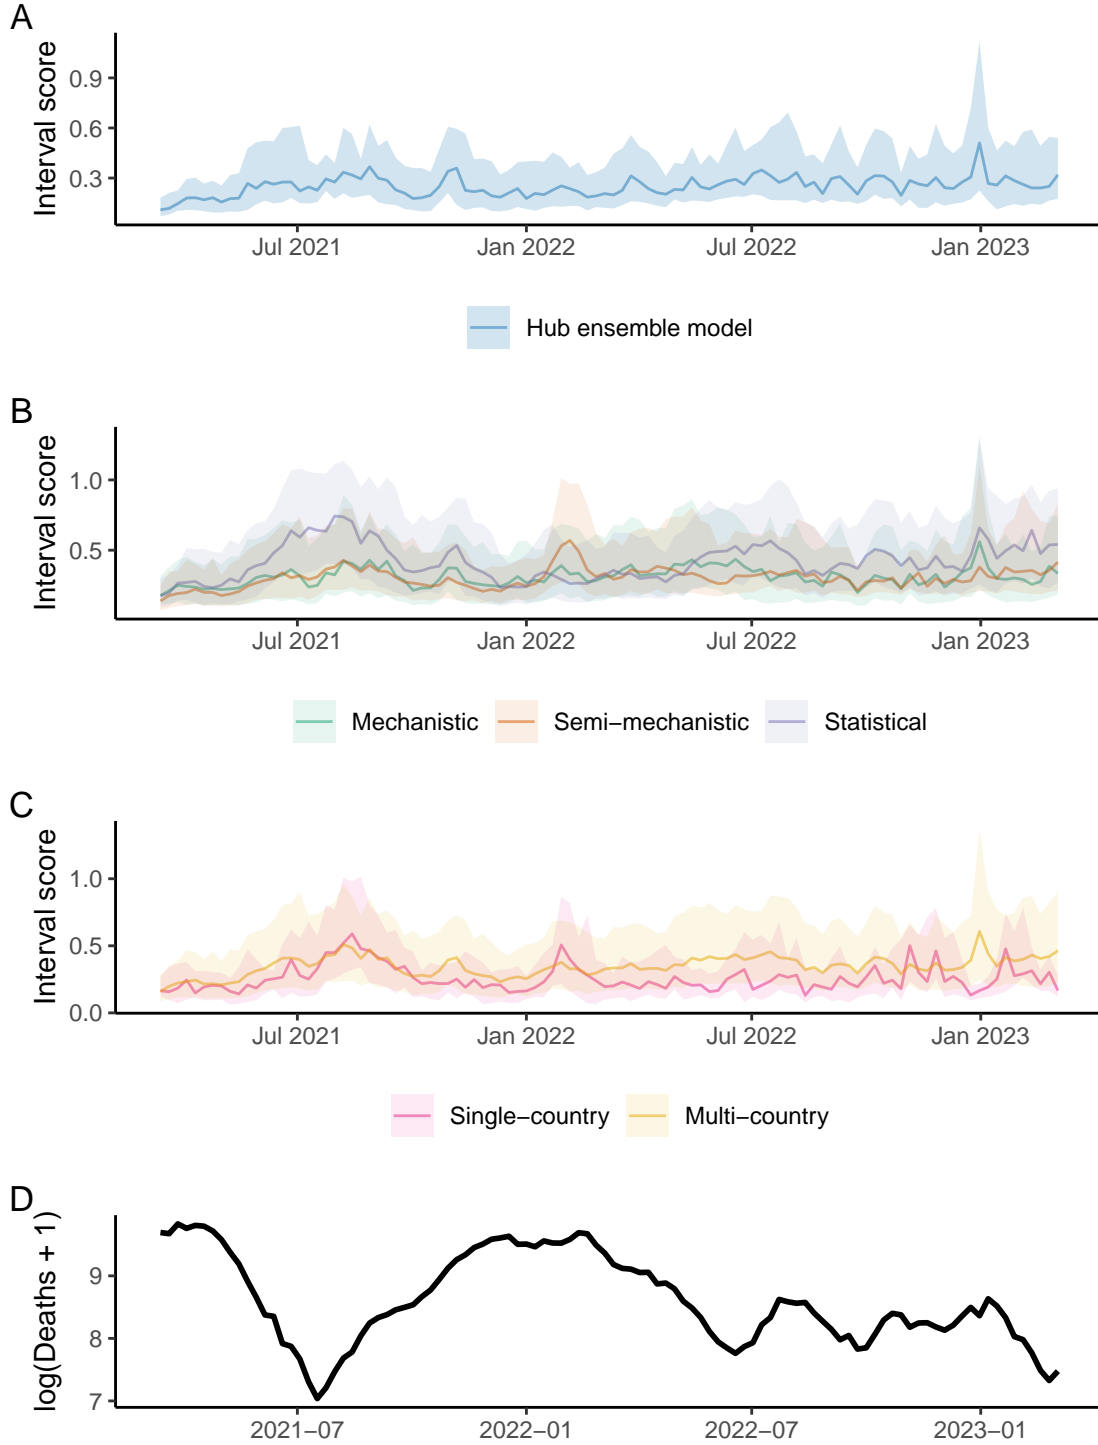 A
Interval score
0.9
0.6
0.3
Jul 2021
Jan 2022
Jul 2022
Jan 2023
Hub ensemble model
B
Interval score
1.0
0.5
Jul 2021
Jan 2022
Jul 2022
Jan 2023
Mechanistic
Semi−mechanistic
Statistical
C
Interval score
1.0
0.5
0.0
Jul 2021
Jan 2022
Jul 2022
Jan 2023
Single−country
Multi−country
D
log(Deaths + 1)
9
8
7
2021−07
2022−01
2022−07
2023−01